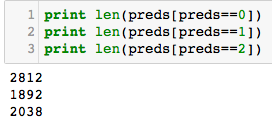 1 print len(preds[preds==0])
2 print len(preds[preds==1])
3 print len(preds[preds==2])
2812
1892
2038